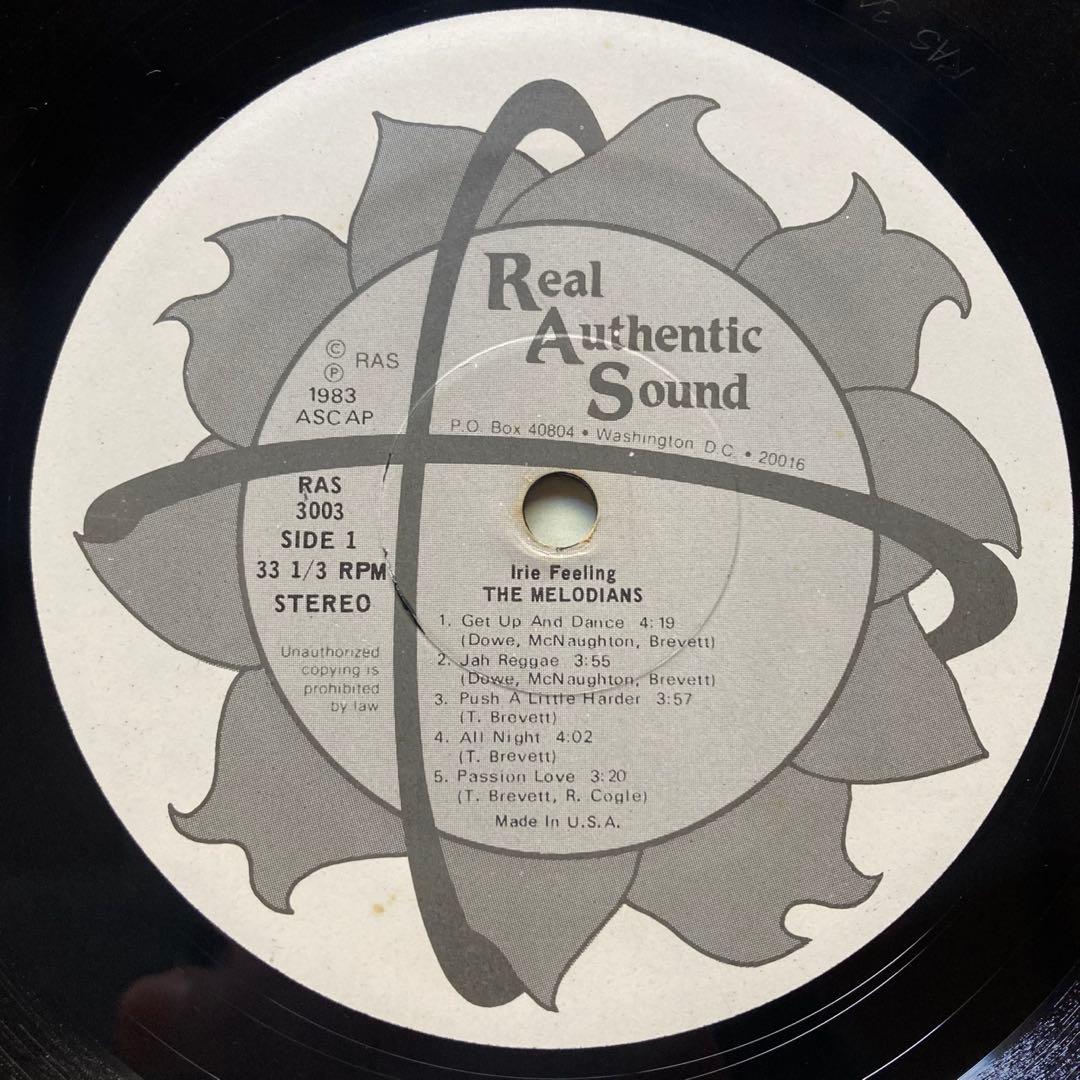 Real
Authentic
Sound
P.O. Box 40804 • Washington D.C. • 20016
© RAS
℗
1983
ASCAP
RAS
3003
SIDE 1
33 1/3 RPM
STEREO
Unauthorized
copying is
prohibited
by law
Irie Feeling
THE MELODIANS
1. Get Up And Dance 4:19
(Dowe, McNaughton, Brevett)
2. Jah Reggae 3:55
(Dowe, McNaughton, Brevett)
3. Push A Little Harder 3:57
(T. Brevett)
4. All Night 4:02
(T. Brevett)
5. Passion Love 3:20
(T. Brevett, R. Cogle)
Made In U.S.A.
RAS